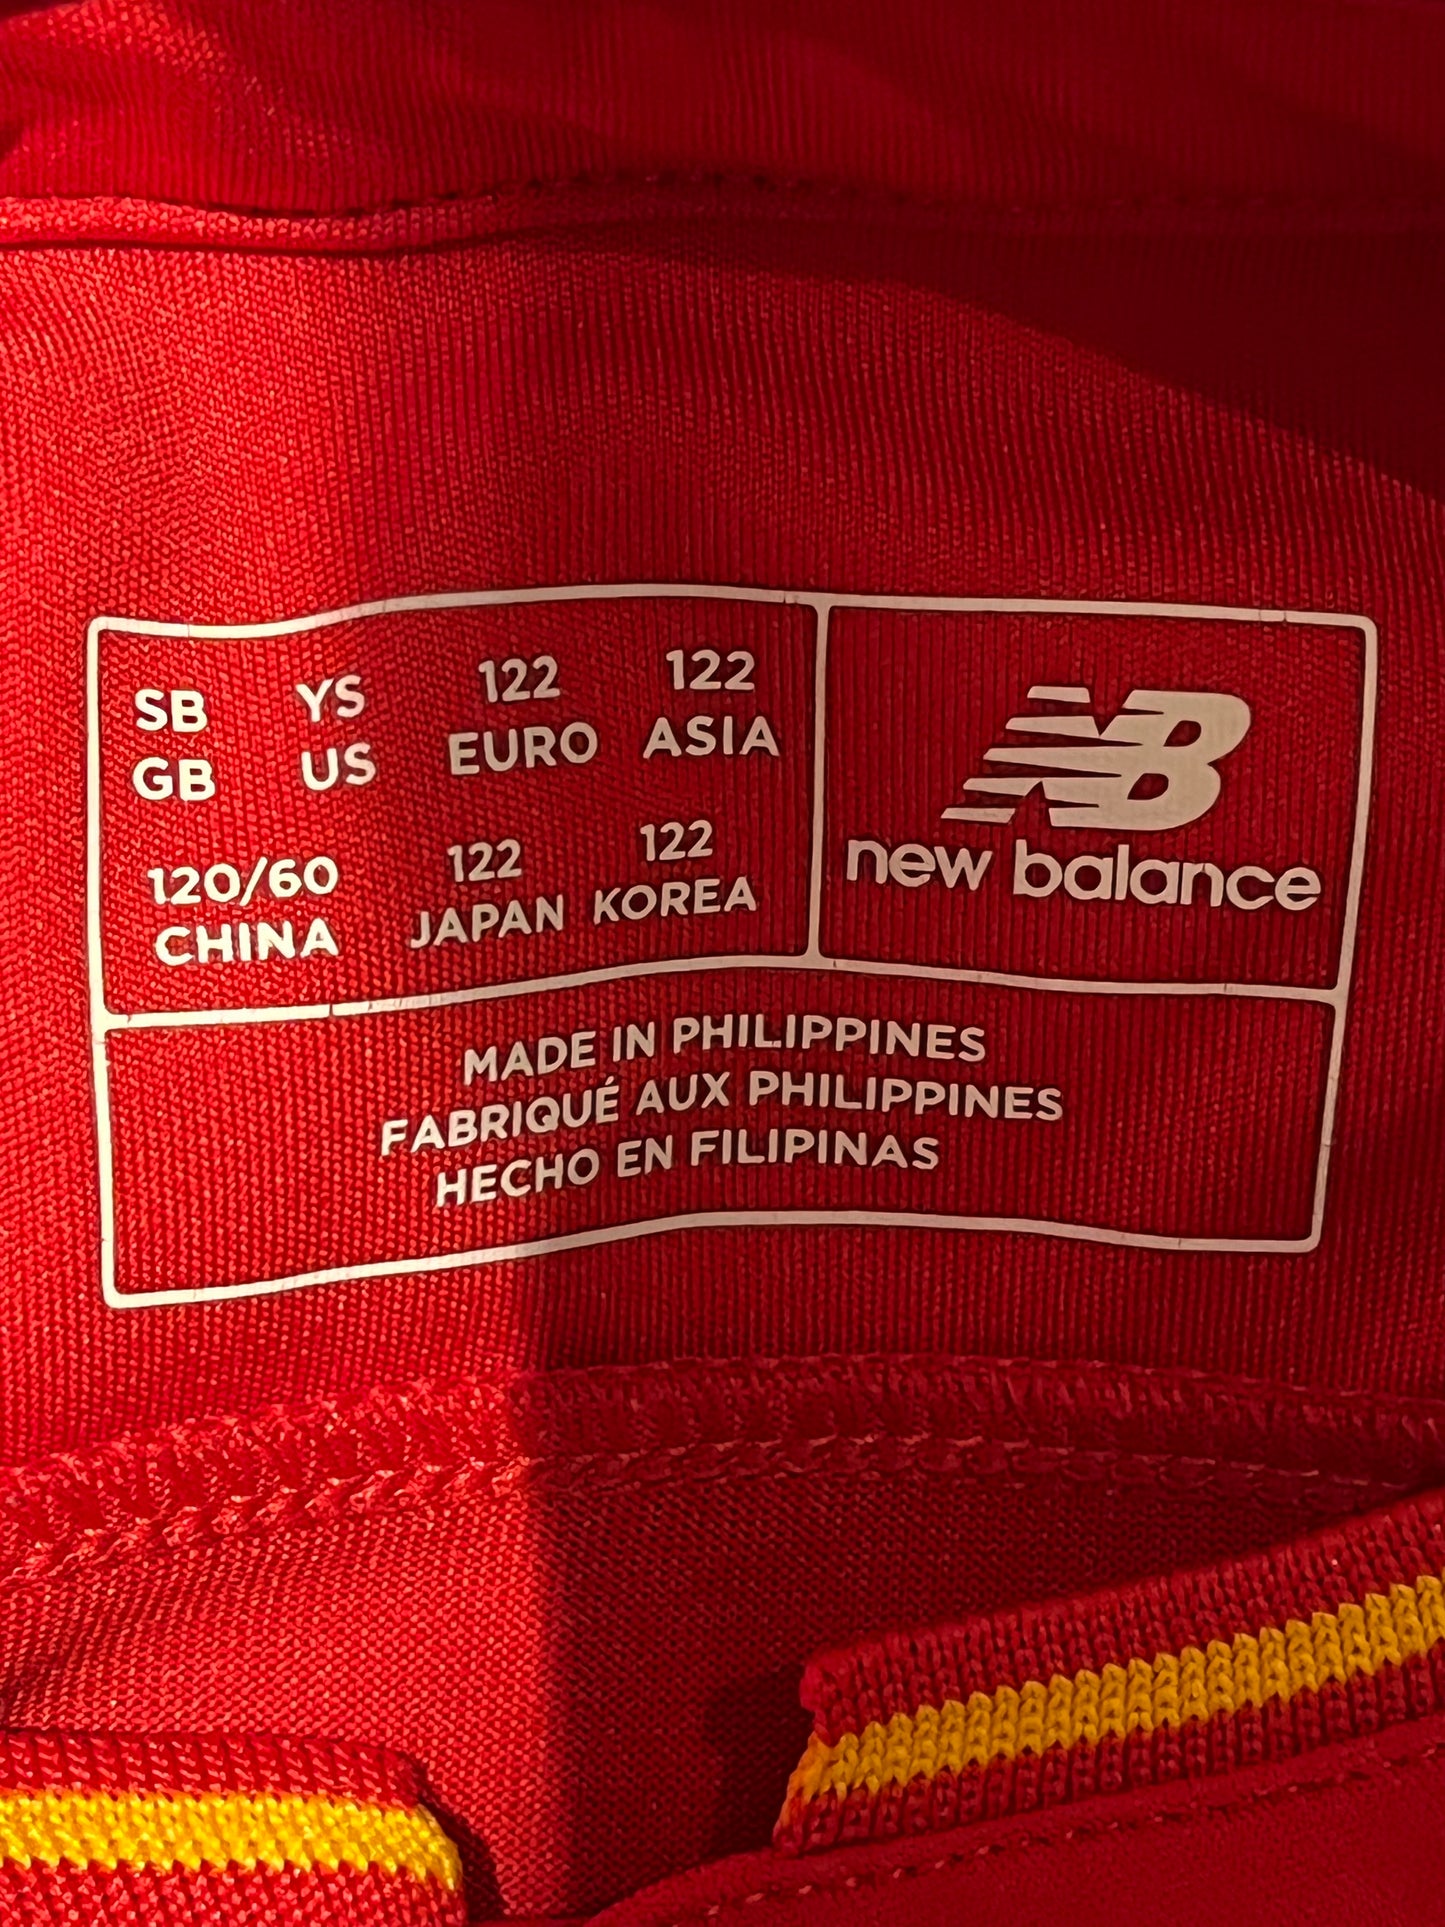 SB YS 122 122
GB US EURO ASIA
120/60 122 122
CHINA JAPAN KOREA
NB
new balance
MADE IN PHILIPPINES
FABRIQUÉ AUX PHILIPPINES
HECHO EN FILIPINAS